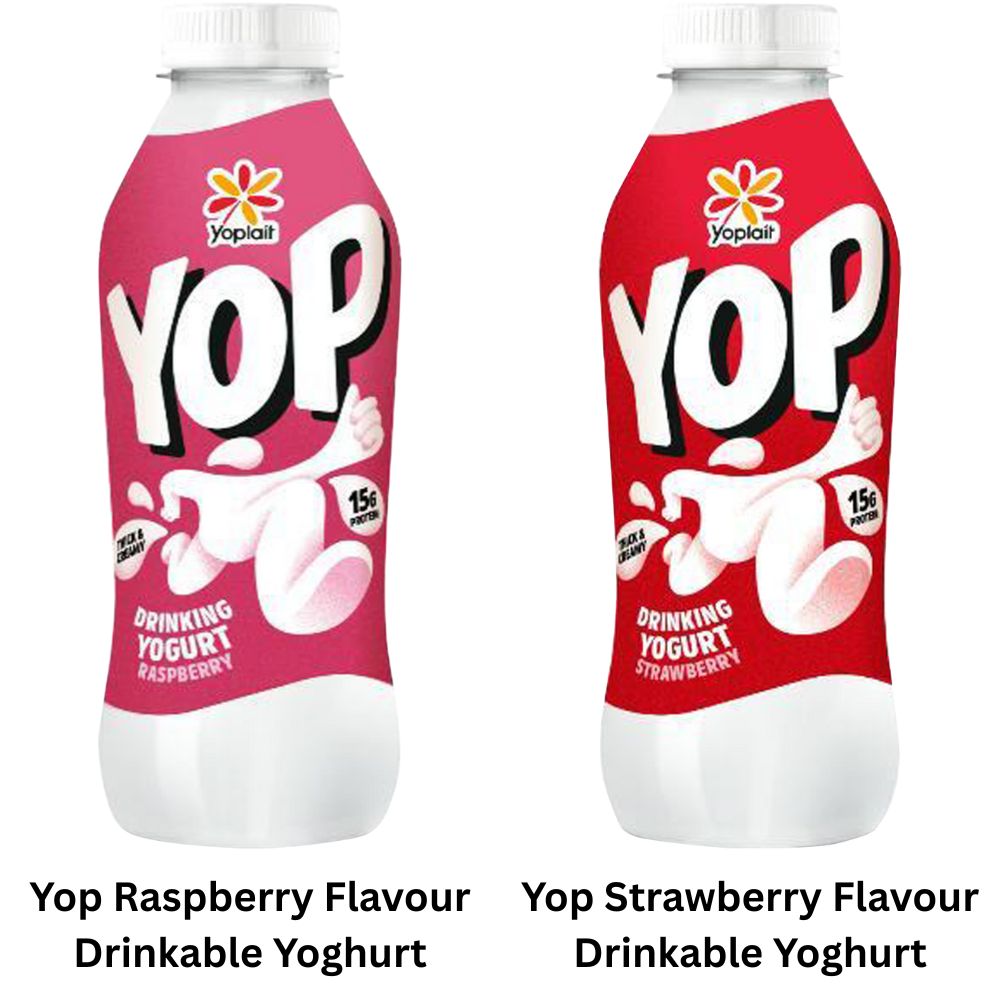 Yoplait
YOP
15G
PROTEIN
THICK &
CREAMY
DRINKING
YOGURT
RASPBERRY
Yoplait
YOP
15G
PROTEIN
THICK &
CREAMY
DRINKING
YOGURT
STRAWBERRY
Yop Raspberry Flavour
Drinkable Yoghurt
Yop Strawberry Flavour
Drinkable Yoghurt